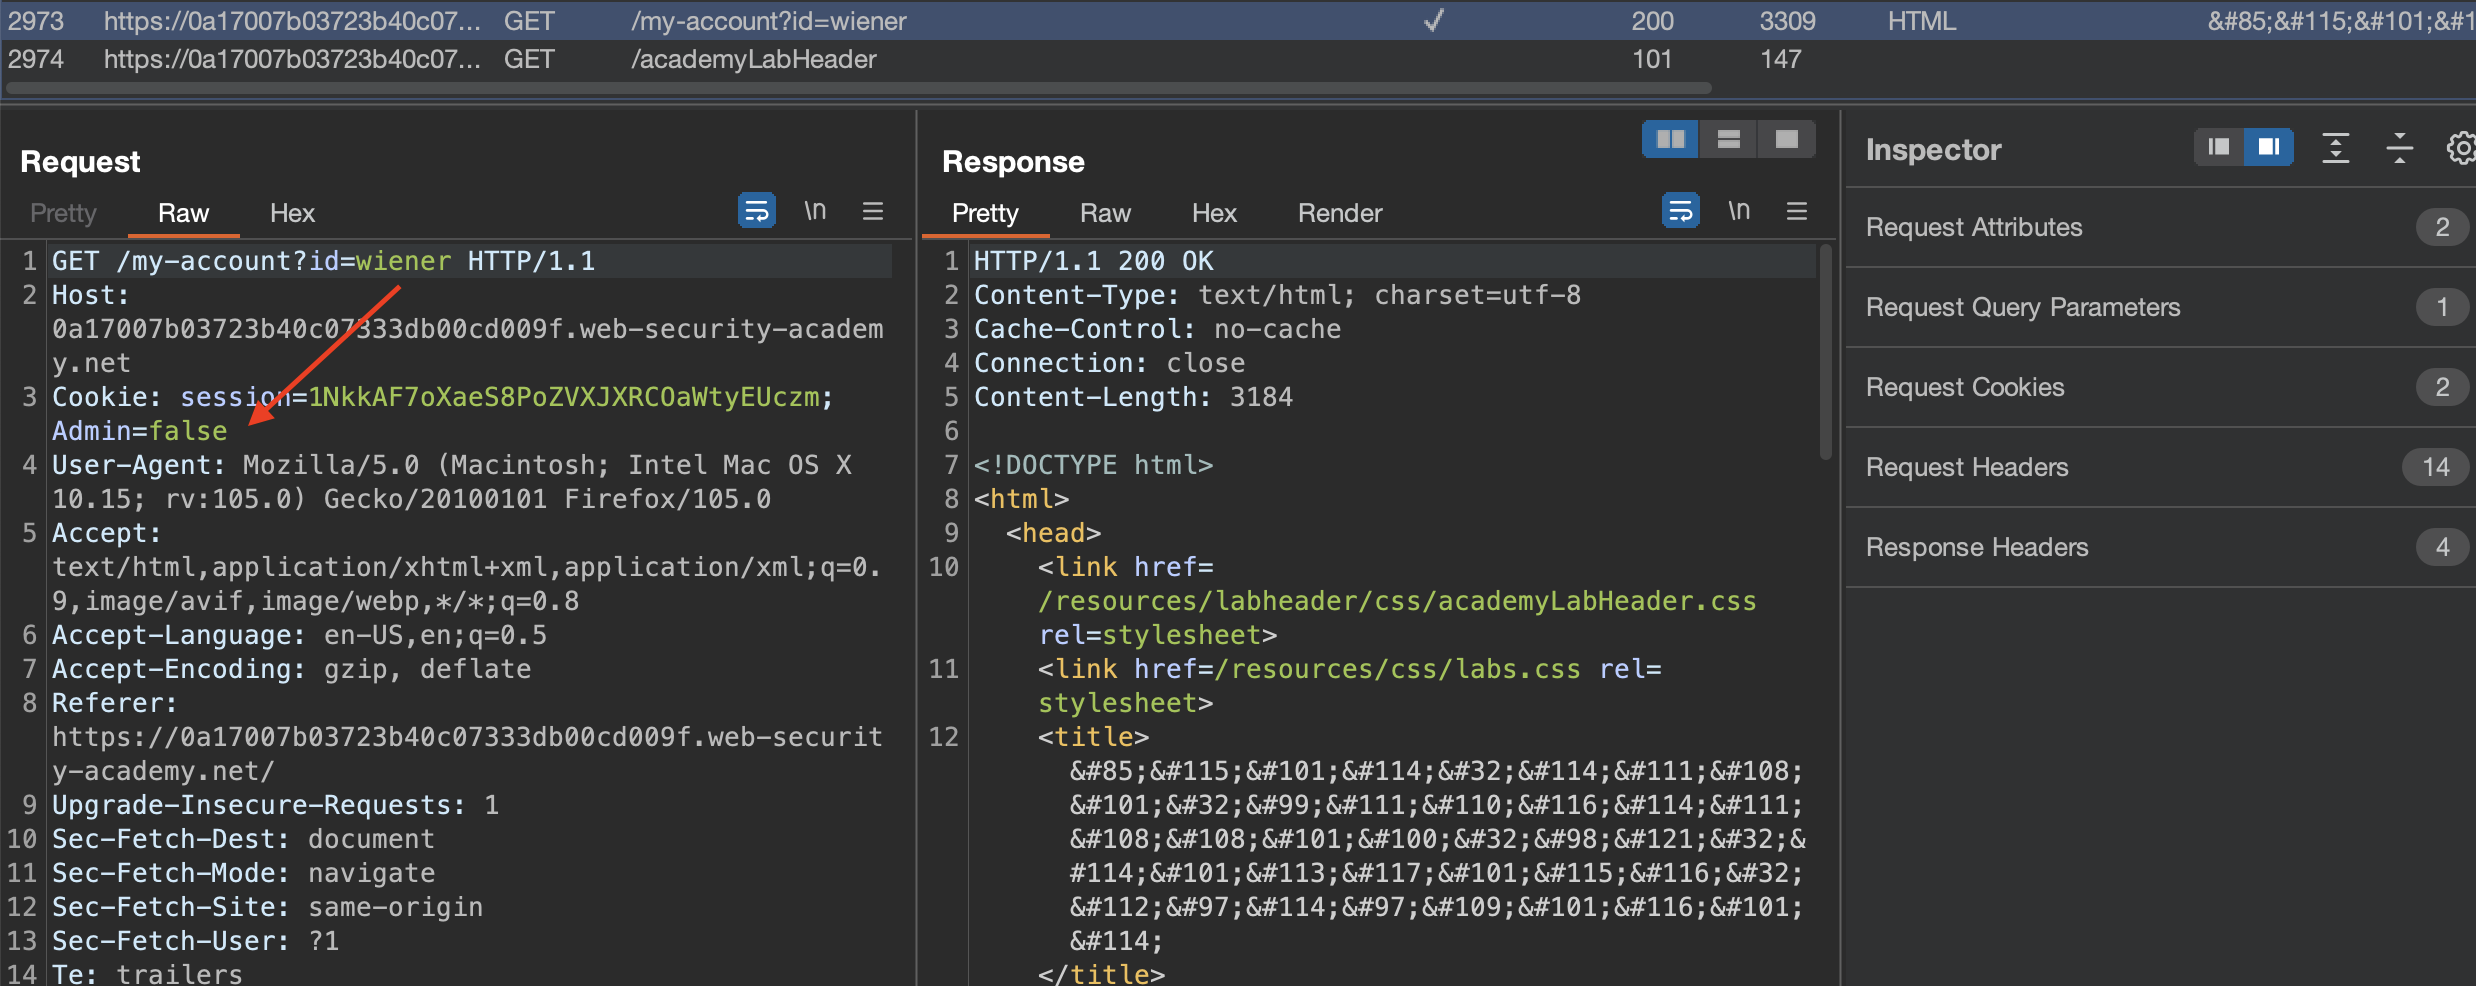 2973 https://0a17007b03723b40c07... GET /my-account?id=wiener ✓ 200 3309 HTML &#85;&#115;&#101;&#1
2974 https://0a17007b03723b40c07... GET /academyLabHeader 101 147
Request
Pretty Raw Hex \n
1 GET /my-account?id=wiener HTTP/1.1
2 Host:
0a17007b03723b40c07333db00cd009f.web-security-academ
y.net
3 Cookie: session=1NkkAF7oXaeS8PoZVXJXRCOaWtyEUczm;
Admin=false
4 User-Agent: Mozilla/5.0 (Macintosh; Intel Mac OS X
10.15; rv:105.0) Gecko/20100101 Firefox/105.0
5 Accept:
text/html,application/xhtml+xml,application/xml;q=0.
9,image/avif,image/webp,*/*;q=0.8
6 Accept-Language: en-US,en;q=0.5
7 Accept-Encoding: gzip, deflate
8 Referer:
https://0a17007b03723b40c07333db00cd009f.web-securit
y-academy.net/
9 Upgrade-Insecure-Requests: 1
10 Sec-Fetch-Dest: document
11 Sec-Fetch-Mode: navigate
12 Sec-Fetch-Site: same-origin
13 Sec-Fetch-User: ?1
14 Te: trailers
Response
Pretty Raw Hex Render \n
1 HTTP/1.1 200 OK
2 Content-Type: text/html; charset=utf-8
3 Cache-Control: no-cache
4 Connection: close
5 Content-Length: 3184
6
7 <!DOCTYPE html>
8 <html>
9 <head>
10 <link href=
/resources/labheader/css/academyLabHeader.css
rel=stylesheet>
11 <link href=/resources/css/labs.css rel=
stylesheet>
12 <title>
&#85;&#115;&#101;&#114;&#32;&#114;&#111;&#108;
&#101;&#32;&#99;&#111;&#110;&#116;&#114;&#111;
&#108;&#108;&#101;&#100;&#32;&#98;&#121;&#32;&
#114;&#101;&#113;&#117;&#101;&#115;&#116;&#32;
&#112;&#97;&#114;&#97;&#109;&#101;&#116;&#101;
&#114;
</title>
Inspector
Request Attributes 2
Request Query Parameters 1
Request Cookies 2
Request Headers 14
Response Headers 4